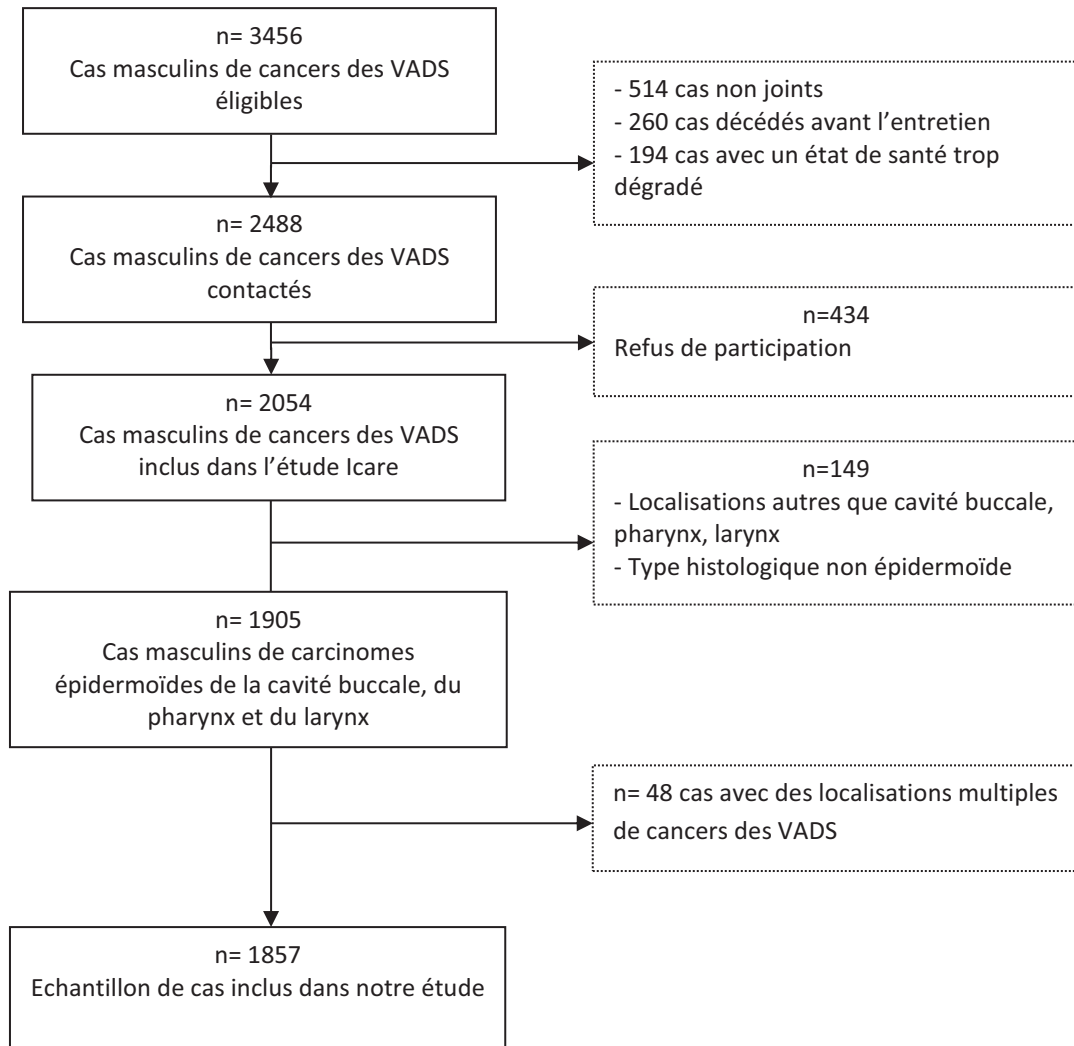 n= 3456
Cas masculins de cancers des VADS
éligibles
- 514 cas non joints
- 260 cas décédés avant l’entretien
- 194 cas avec un état de santé trop
dégradé
n= 2488
Cas masculins de cancers des VADS
contactés
n=434
Refus de participation
n= 2054
Cas masculins de cancers des VADS
inclus dans l’étude Icare
n=149
- Localisations autres que cavité buccale,
pharynx, larynx
- Type histologique non épidermoïde
n= 1905
Cas masculins de carcinomes
épidermoïdes de la cavité buccale, du
pharynx et du larynx
n= 48 cas avec des localisations multiples
de cancers des VADS
n= 1857
Echantillon de cas inclus dans notre étude